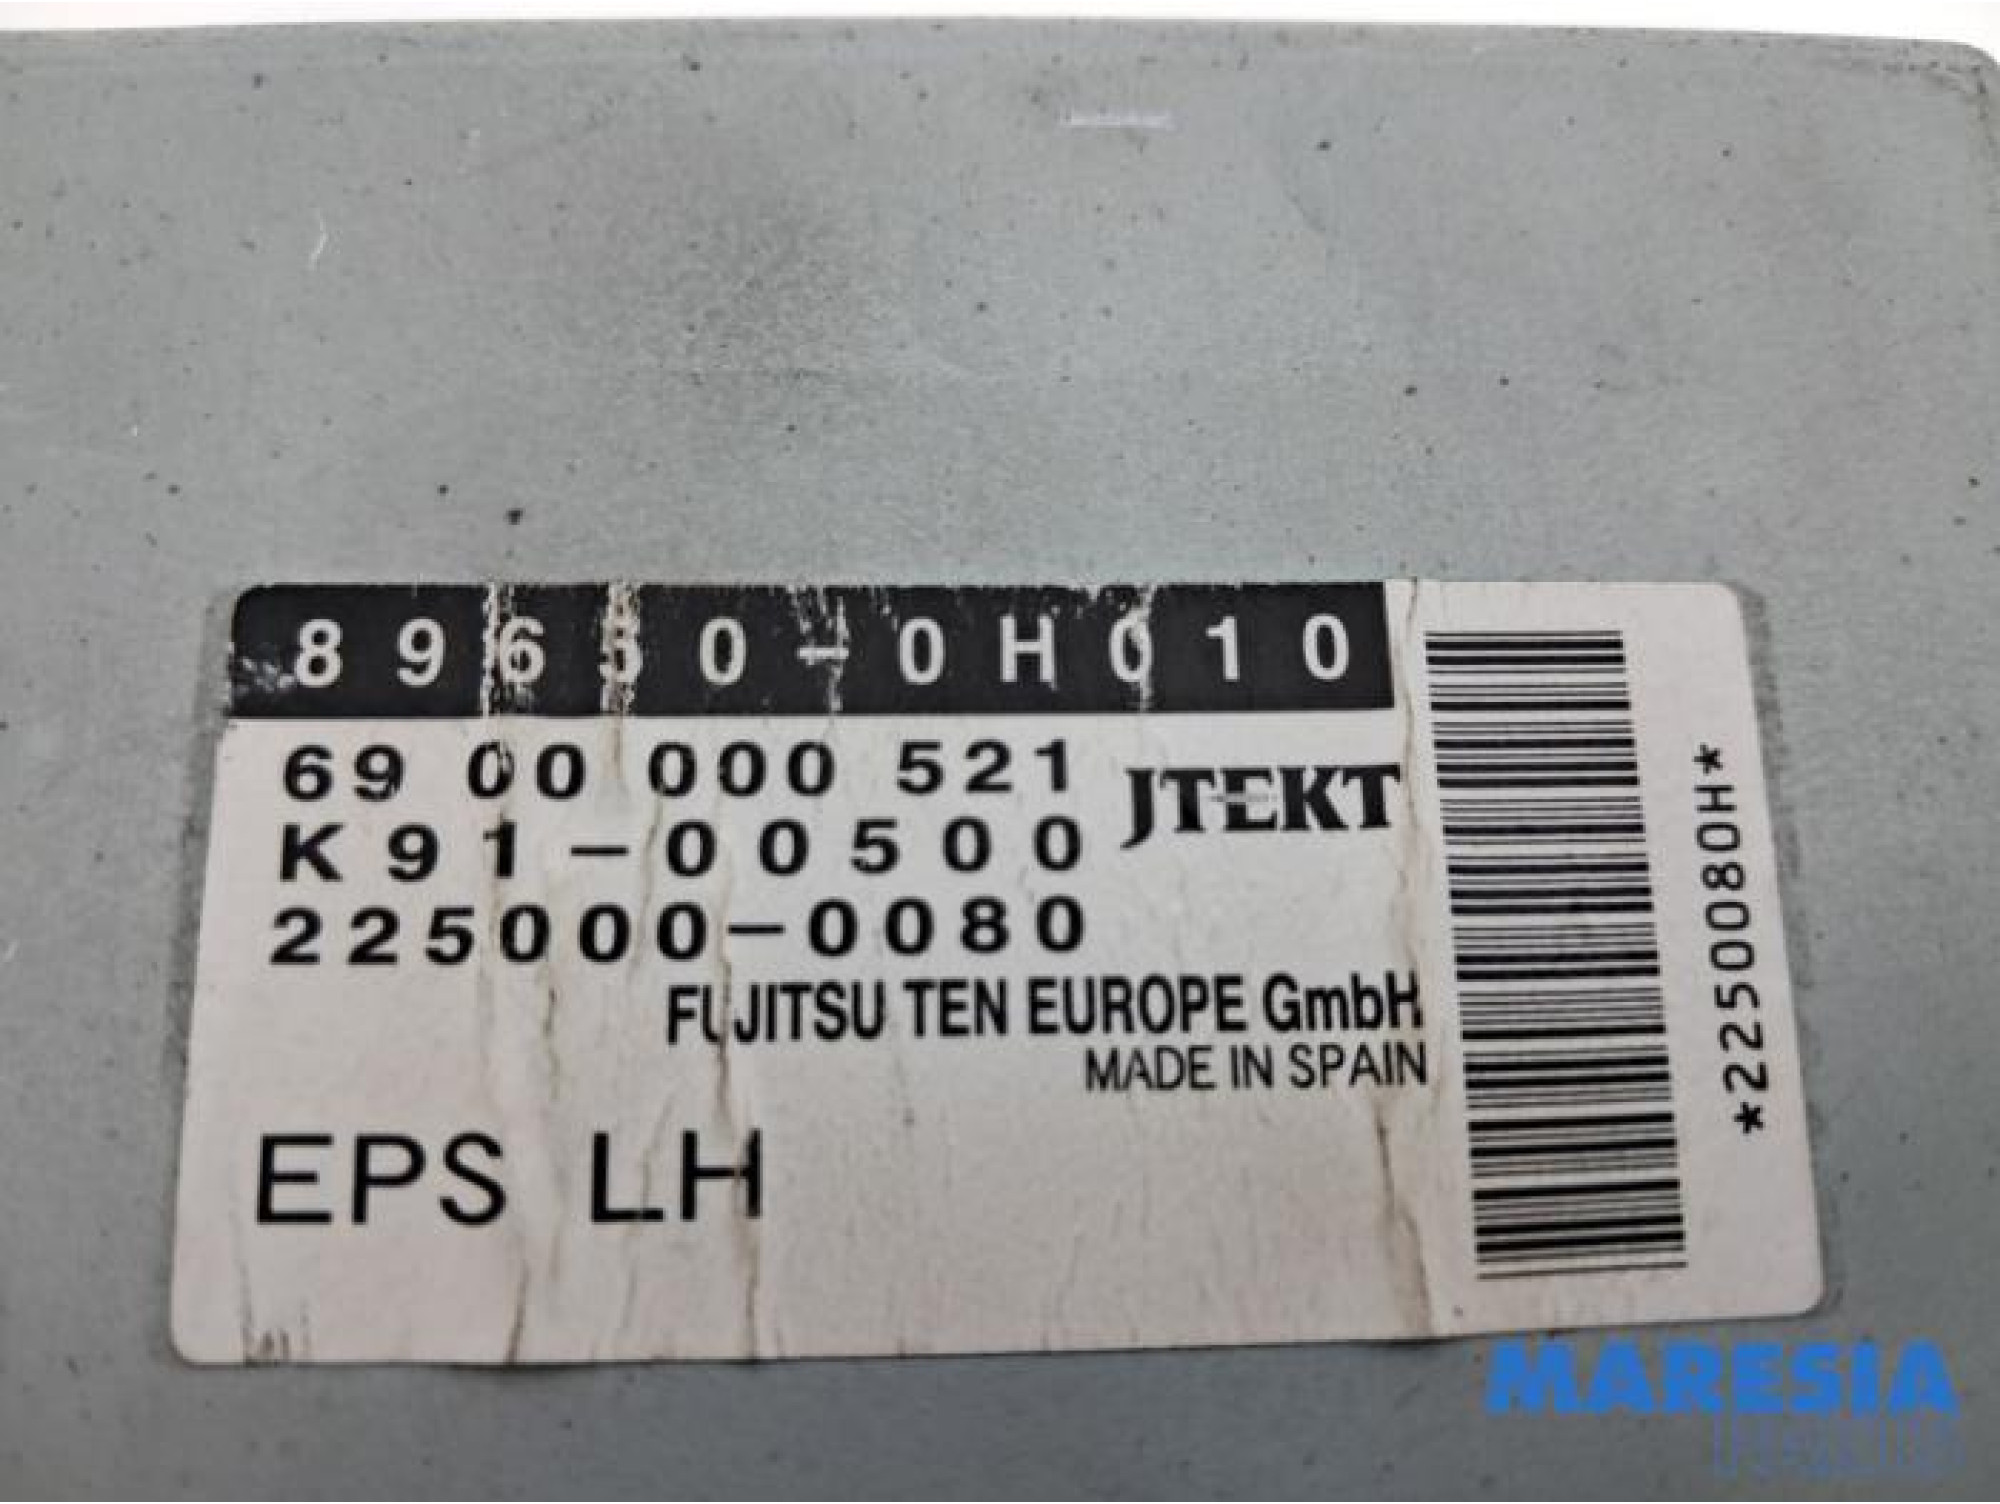 89650-0H010
69 00 000 521
JTEKT
K91-00500
225000-0080
FUJITSU TEN EUROPE GmbH
MADE IN SPAIN
EPS LH
*2250080H*
MARESIA